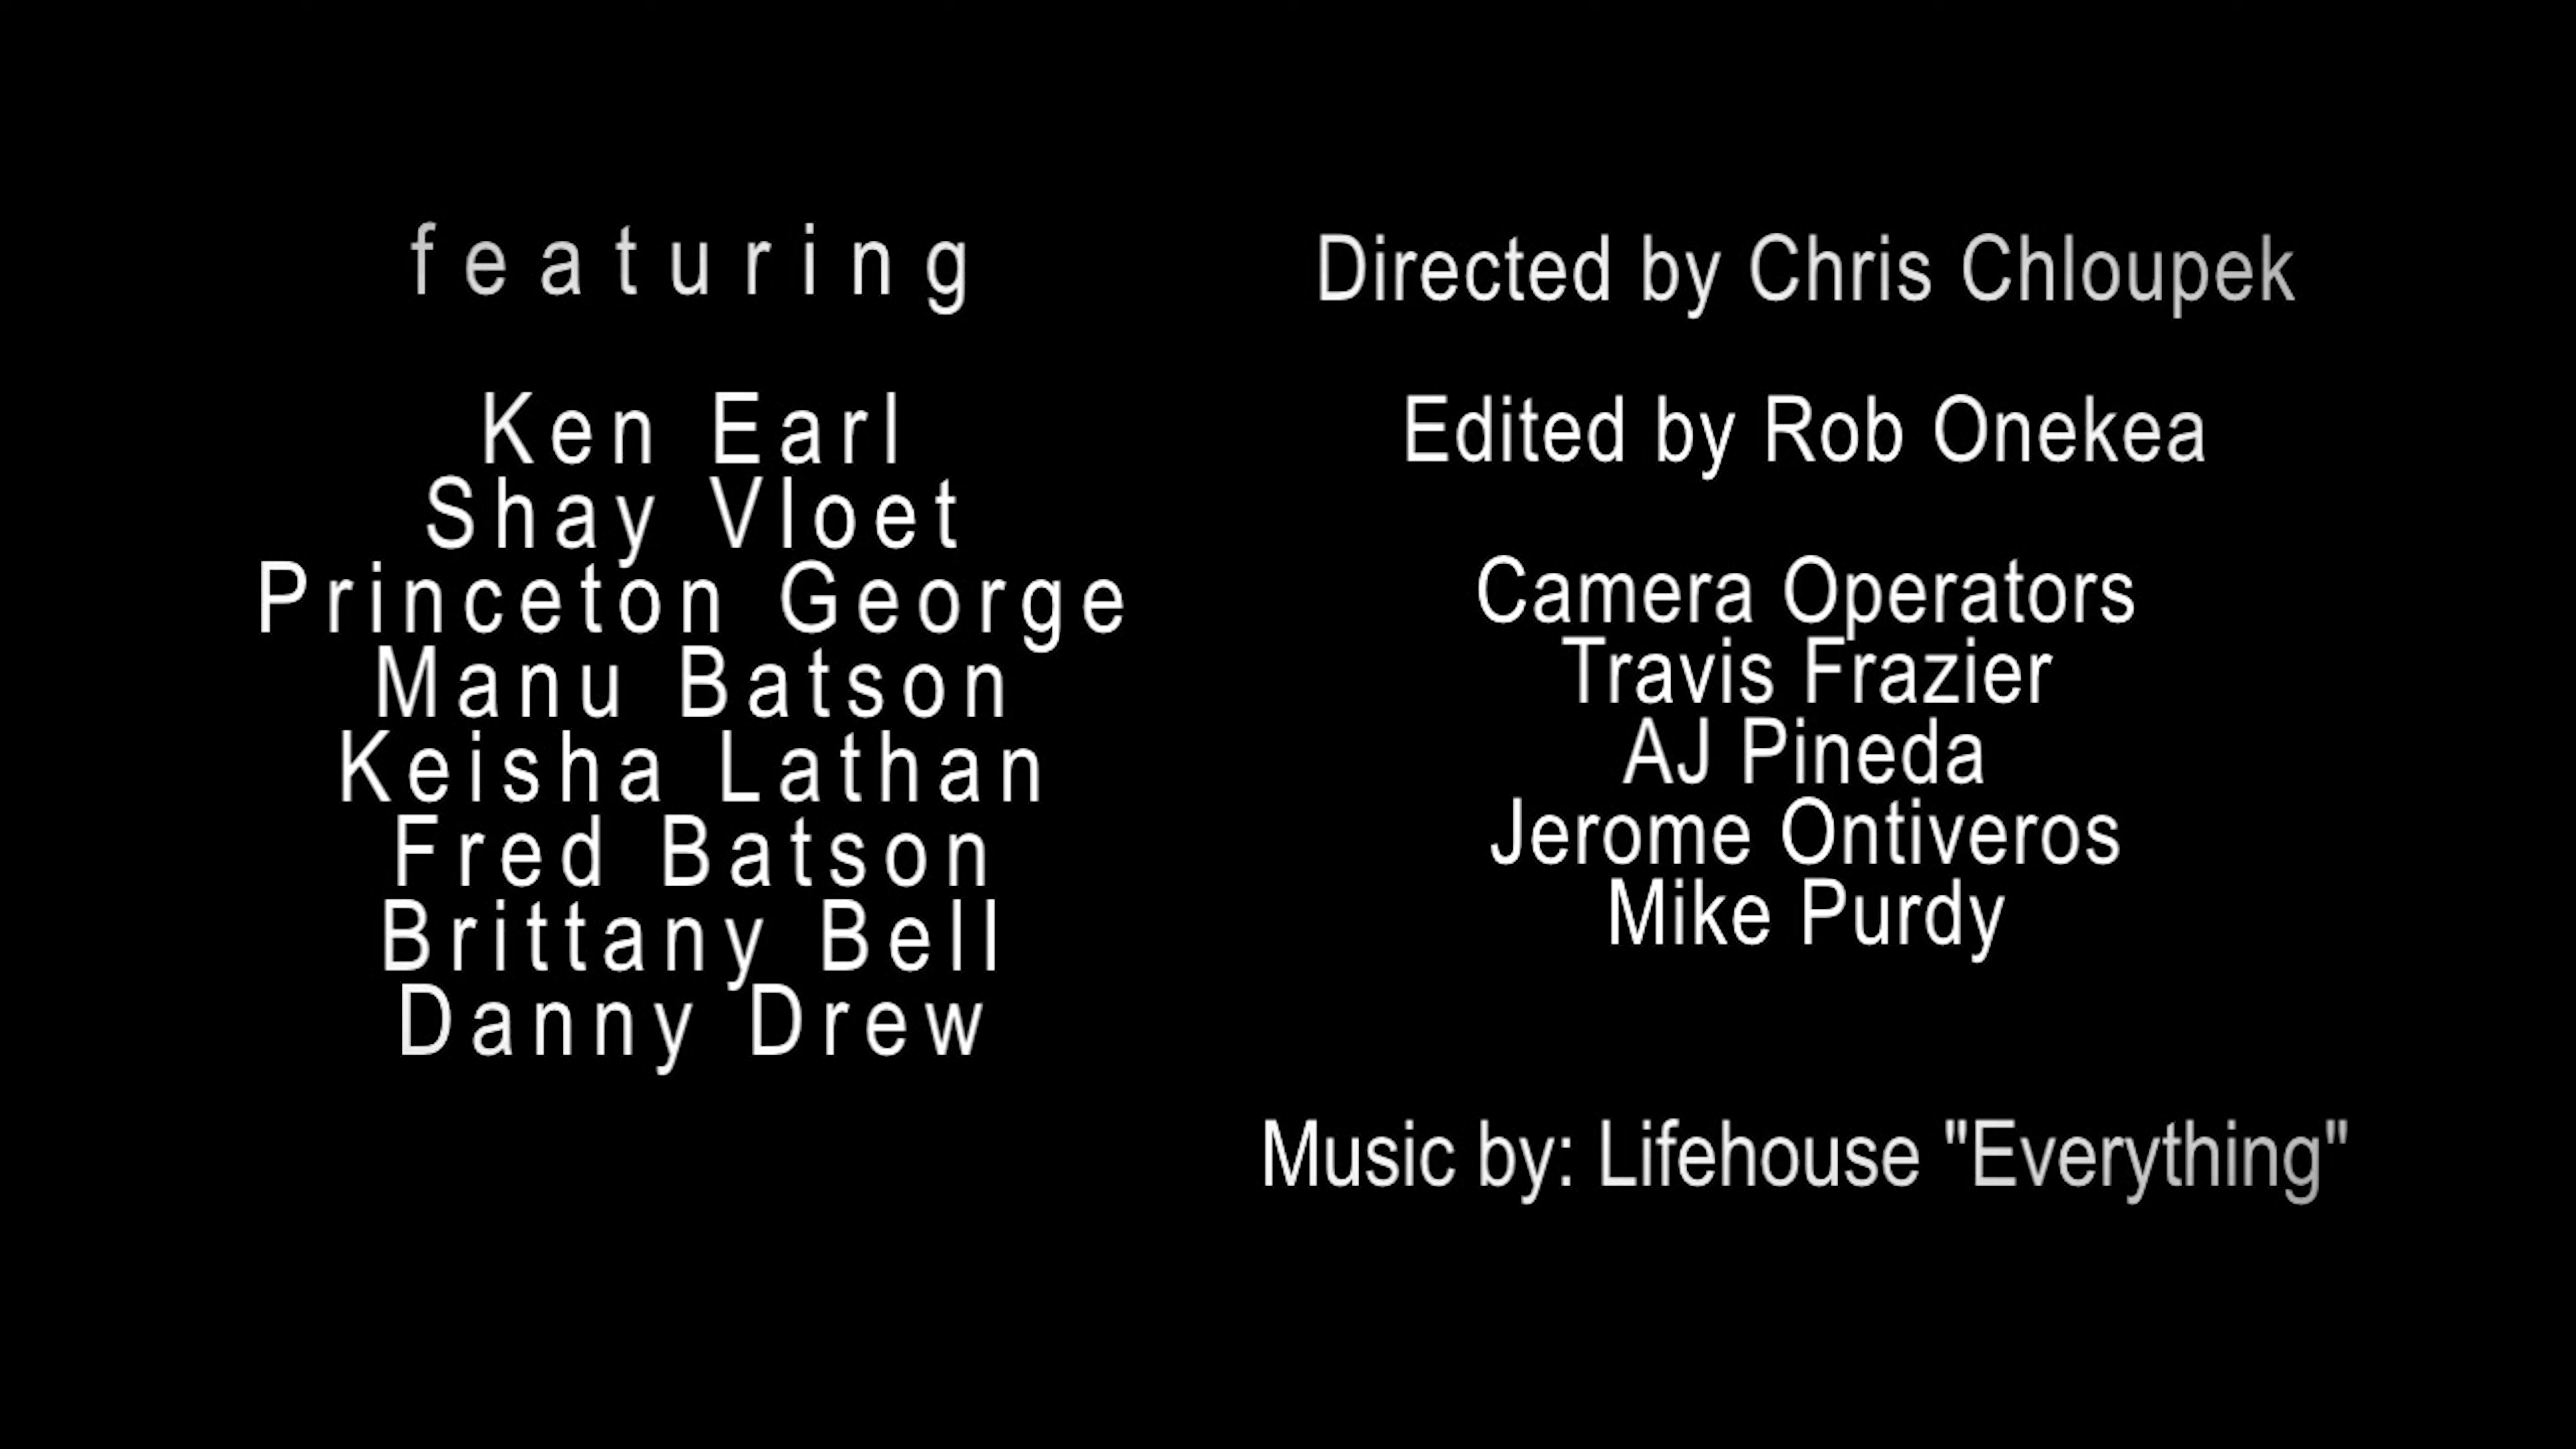 featuring
Ken Earl
Shay Vloet
Princeton George
Manu Batson
Keisha Lathan
Fred Batson
Brittany Bell
Danny Drew
Directed by Chris Chloupek
Edited by Rob Onekea
Camera Operators
Travis Frazier
AJ Pineda
Jerome Ontiveros
Mike Purdy
Music by: Lifehouse "Everything"